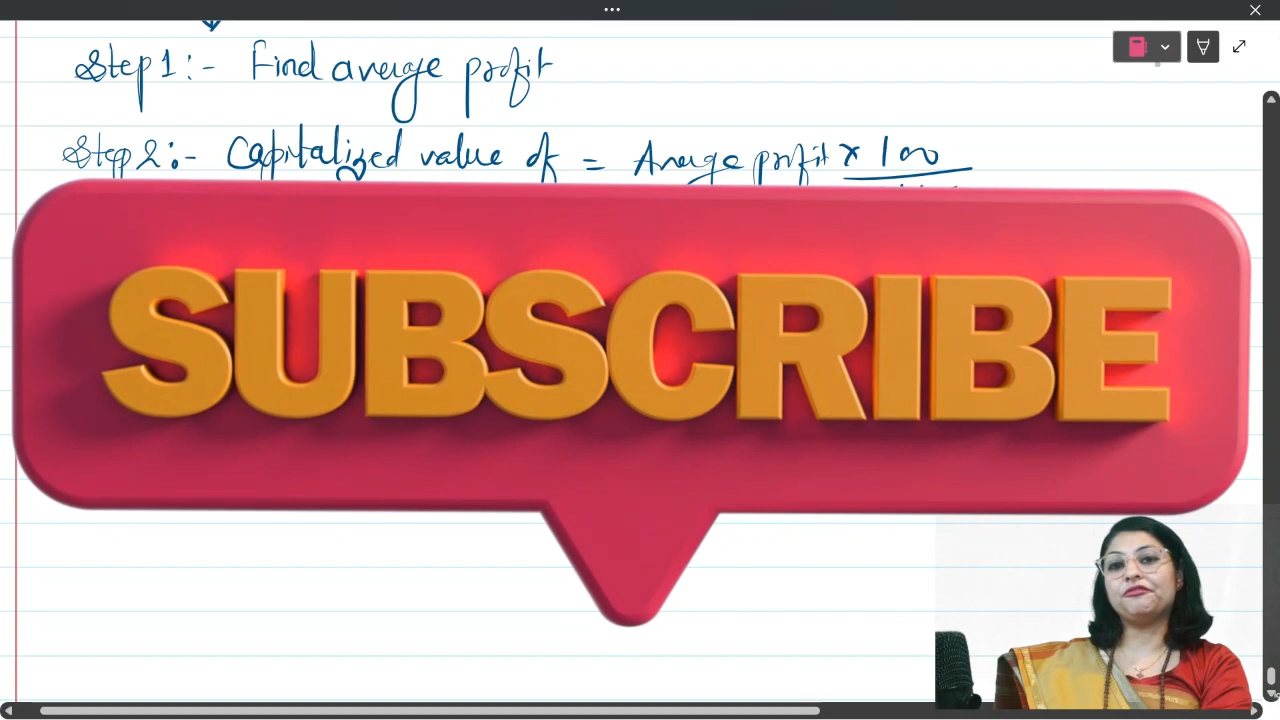 Step 1:- Find average profit
Step 2:- Capitalized value of = Average profit x 100
SUBSCRIBE